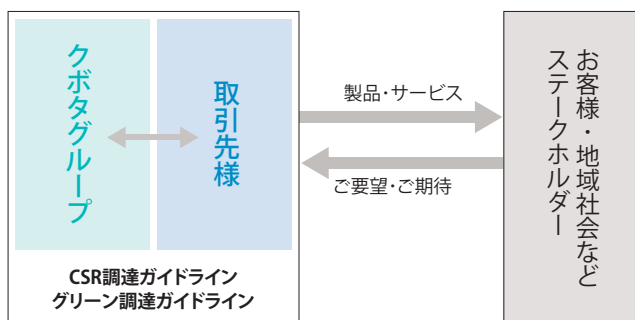 クボタグループ
取引先様
CSR調達ガイドライン
グリーン調達ガイドライン
製品・サービス
ご要望・ご期待
お客様・地域社会など
ステークホルダー